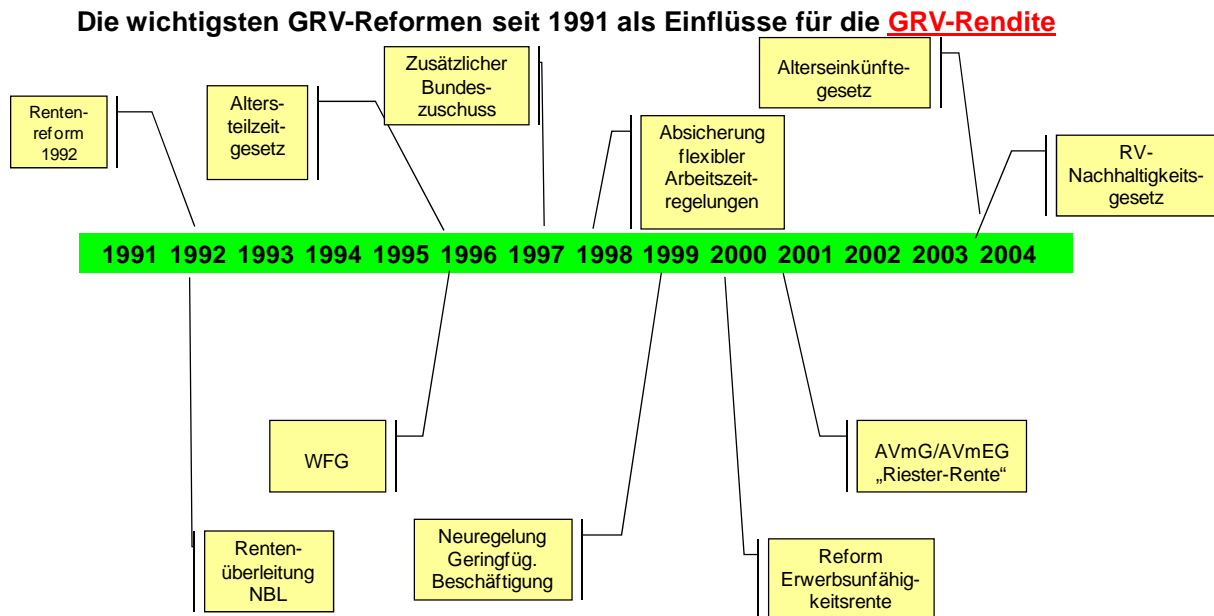 Die wichtigsten GRV-Reformen seit 1991 als Einflüsse für die GRV-Rendite
Renten-
reform
1992
Alters-
teilzeit-
gesetz
Zusätzlicher
Bundes-
zuschuss
Absicherung
flexibler
Arbeitszeit-
regelungen
Alterseinkünfte-
gesetz
RV-
Nachhaltigkeits-
gesetz
1991 1992 1993 1994 1995 1996 1997 1998 1999 2000 2001 2002 2003 2004
Renten-
überleitung
NBL
WFG
Neuregelung
Geringfüg.
Beschäftigung
Reform
Erwerbsunfähig-
keitsrente
AVmG/AVmEG
„Riester-Rente“